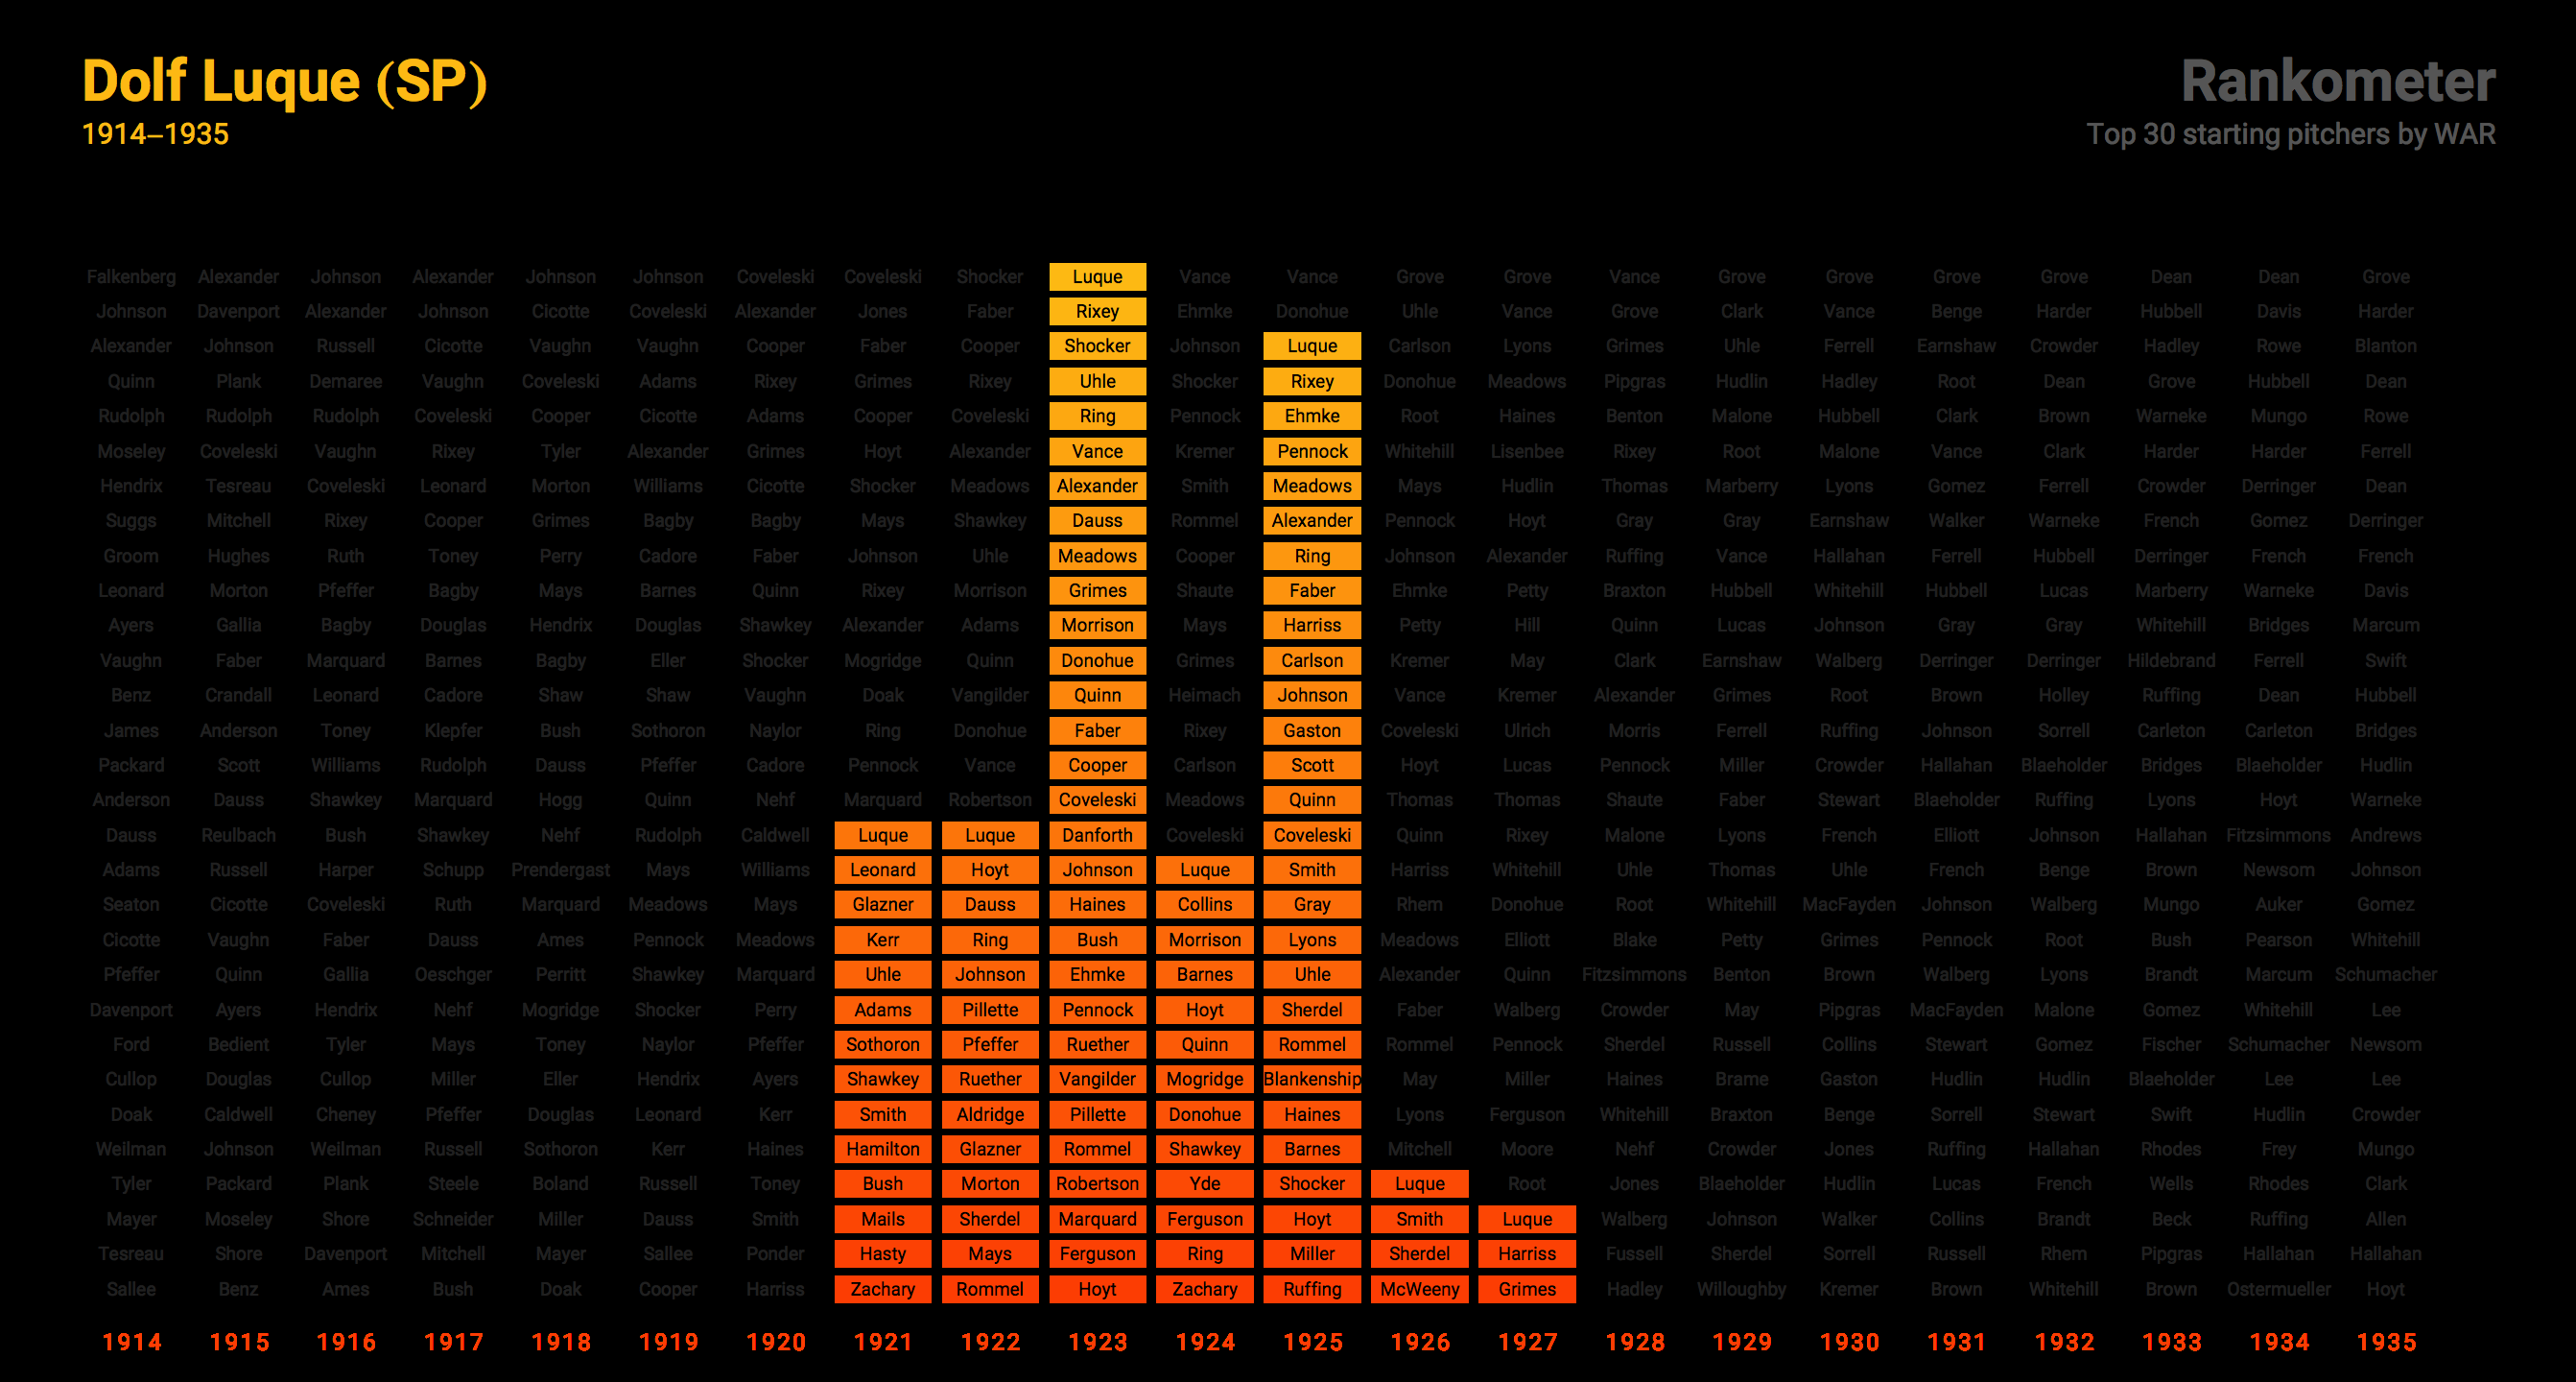 Dolf Luque (SP)
1914–1935
Rankometer
Top 30 starting pitchers by WAR
Falkenberg Alexander Johnson Alexander Johnson Johnson Coveleski Coveleski Shocker Luque Vance Vance Grove Grove Vance Grove Grove Grove Grove Dean Dean Grove
Johnson Davenport Alexander Johnson Cicotte Coveleski Alexander Jones Faber Rixey Ehmke Donohue Uhle Vance Grove Clark Vance Benge Harder Hubbell Davis Harder
Alexander Johnson Russell Cicotte Vaughn Vaughn Cooper Faber Cooper Shocker Johnson Luque Carlson Lyons Grimes Uhle Ferrell Earnshaw Crowder Hadley Rowe Blanton
Quinn Plank Demaree Vaughn Coveleski Adams Rixey Grimes Rixey Uhle Shocker Rixey Donohue Meadows Pipgras Hudlin Hadley Root Dean Grove Hubbell Dean
Rudolph Rudolph Rudolph Coveleski Cooper Cicotte Adams Cooper Coveleski Ring Pennock Ehmke Root Haines Benton Malone Hubbell Clark Brown Warneke Mungo Rowe
Moseley Coveleski Vaughn Rixey Tyler Alexander Grimes Hoyt Alexander Vance Kremer Pennock Whitehill Lisenbee Rixey Root Malone Vance Clark Harder Harder Ferrell
Hendrix Tesreau Coveleski Leonard Morton Williams Cicotte Shocker Meadows Alexander Smith Meadows Mays Hudlin Thomas Marberry Lyons Gomez Ferrell Crowder Derringer Dean
Suggs Mitchell Rixey Cooper Grimes Bagby Bagby Mays Shawkey Dauss Rommel Alexander Pennock Hoyt Gray Gray Earnshaw Walker Warneke French Gomez Derringer
Groom Hughes Ruth Toney Perry Cadore Faber Johnson Uhle Meadows Cooper Ring Johnson Alexander Ruffing Vance Hallahan Ferrell Hubbell Derringer French French
Leonard Morton Pfeffer Bagby Mays Barnes Quinn Rixey Morrison Grimes Shaute Faber Ehmke Petty Braxton Hubbell Whitehill Hubbell Lucas Marberry Warneke Davis
Ayers Gallia Bagby Douglas Hendrix Douglas Shawkey Alexander Adams Morrison Mays Harriss Petty Hill Quinn Lucas Johnson Gray Gray Whitehill Bridges Marcum
Vaughn Faber Marquard Barnes Bagby Eller Shocker Mogridge Quinn Donohue Grimes Carlson Kremer May Clark Earnshaw Walberg Derringer Derringer Hildebrand Ferrell Swift
Benz Crandall Leonard Cadore Shaw Shaw Vaughn Doak Vangilder Quinn Heimach Johnson Vance Kremer Alexander Grimes Root Brown Holley Ruffing Dean Hubbell
James Anderson Toney Klepfer Bush Sothoron Naylor Ring Donohue Faber Rixey Gaston Coveleski Ulrich Morris Ferrell Ruffing Johnson Sorrell Carleton Carleton Bridges
Packard Scott Williams Rudolph Dauss Pfeffer Cadore Pennock Vance Cooper Carlson Scott Hoyt Lucas Pennock Miller Crowder Hallahan Blaeholder Bridges Blaeholder Hudlin
Anderson Dauss Shawkey Marquard Hogg Quinn Nehf Marquard Robertson Coveleski Meadows Quinn Thomas Thomas Shaute Faber Stewart Blaeholder Ruffing Lyons Hoyt Warneke
Dauss Reulbach Bush Shawkey Nehf Rudolph Caldwell Luque Luque Danforth Coveleski Coveleski Quinn Rixey Malone Lyons French Elliott Johnson Hallahan Fitzsimmons Andrews
Adams Russell Harper Schupp Prendergast Mays Williams Leonard Hoyt Johnson Luque Smith Harriss Whitehill Uhle Thomas Uhle French Benge Brown Newsom Johnson
Seaton Cicotte Coveleski Ruth Marquard Meadows Mays Glazner Dauss Haines Collins Gray Rhem Donohue Root Whitehill MacFayden Johnson Walberg Mungo Auker Gomez
Cicotte Vaughn Faber Dauss Ames Pennock Meadows Kerr Ring Bush Morrison Lyons Meadows Elliott Blake Petty Grimes Pennock Root Bush Pearson Whitehill
Pfeffer Quinn Gallia Oeschger Perritt Shawkey Marquard Uhle Johnson Ehmke Barnes Uhle Alexander Quinn Fitzsimmons Benton Brown Walberg Lyons Brandt Marcum Schumacher
Davenport Ayers Hendrix Nehf Mogridge Shocker Perry Adams Pillette Pennock Hoyt Sherdel Faber Walberg Crowder May Pipgras MacFayden Malone Gomez Whitehill Lee
Ford Bedient Tyler Mays Toney Naylor Pfeffer Sothoron Pfeffer Ruether Quinn Rommel Rommel Pennock Sherdel Russell Collins Stewart Gomez Fischer Schumacher Newsom
Cullop Douglas Cullop Miller Eller Hendrix Ayers Shawkey Ruether Vangilder Mogridge Blankenship May Miller Haines Brame Gaston Hudlin Hudlin Blaeholder Lee Lee
Doak Caldwell Cheney Pfeffer Douglas Leonard Kerr Smith Aldridge Pillette Donohue Haines Lyons Ferguson Whitehill Braxton Benge Sorrell Stewart Swift Hudlin Crowder
Weilman Johnson Weilman Russell Sothoron Kerr Haines Hamilton Glazner Rommel Shawkey Barnes Mitchell Moore Nehf Crowder Jones Ruffing Hallahan Rhodes Frey Mungo
Tyler Packard Plank Steele Boland Russell Toney Bush Morton Robertson Yde Shocker Luque Root Jones Blaeholder Hudlin Lucas French Wells Rhodes Clark
Mayer Moseley Shore Schneider Miller Dauss Smith Mails Sherdel Marquard Ferguson Hoyt Smith Luque Walberg Johnson Walker Collins Brandt Beck Ruffing Allen
Tesreau Shore Davenport Mitchell Mayer Sallee Ponder Hasty Mays Ferguson Ring Miller Sherdel Harriss Fussell Sherdel Sorrell Russell Rhem Pipgras Hallahan Hallahan
Sallee Benz Ames Bush Doak Cooper Harriss Zachary Rommel Hoyt Zachary Ruffing McWeeny Grimes Hadley Willoughby Kremer Brown Whitehill Brown Ostermueller Hoyt
1914 1915 1916 1917 1918 1919 1920 1921 1922 1923 1924 1925 1926 1927 1928 1929 1930 1931 1932 1933 1934 1935